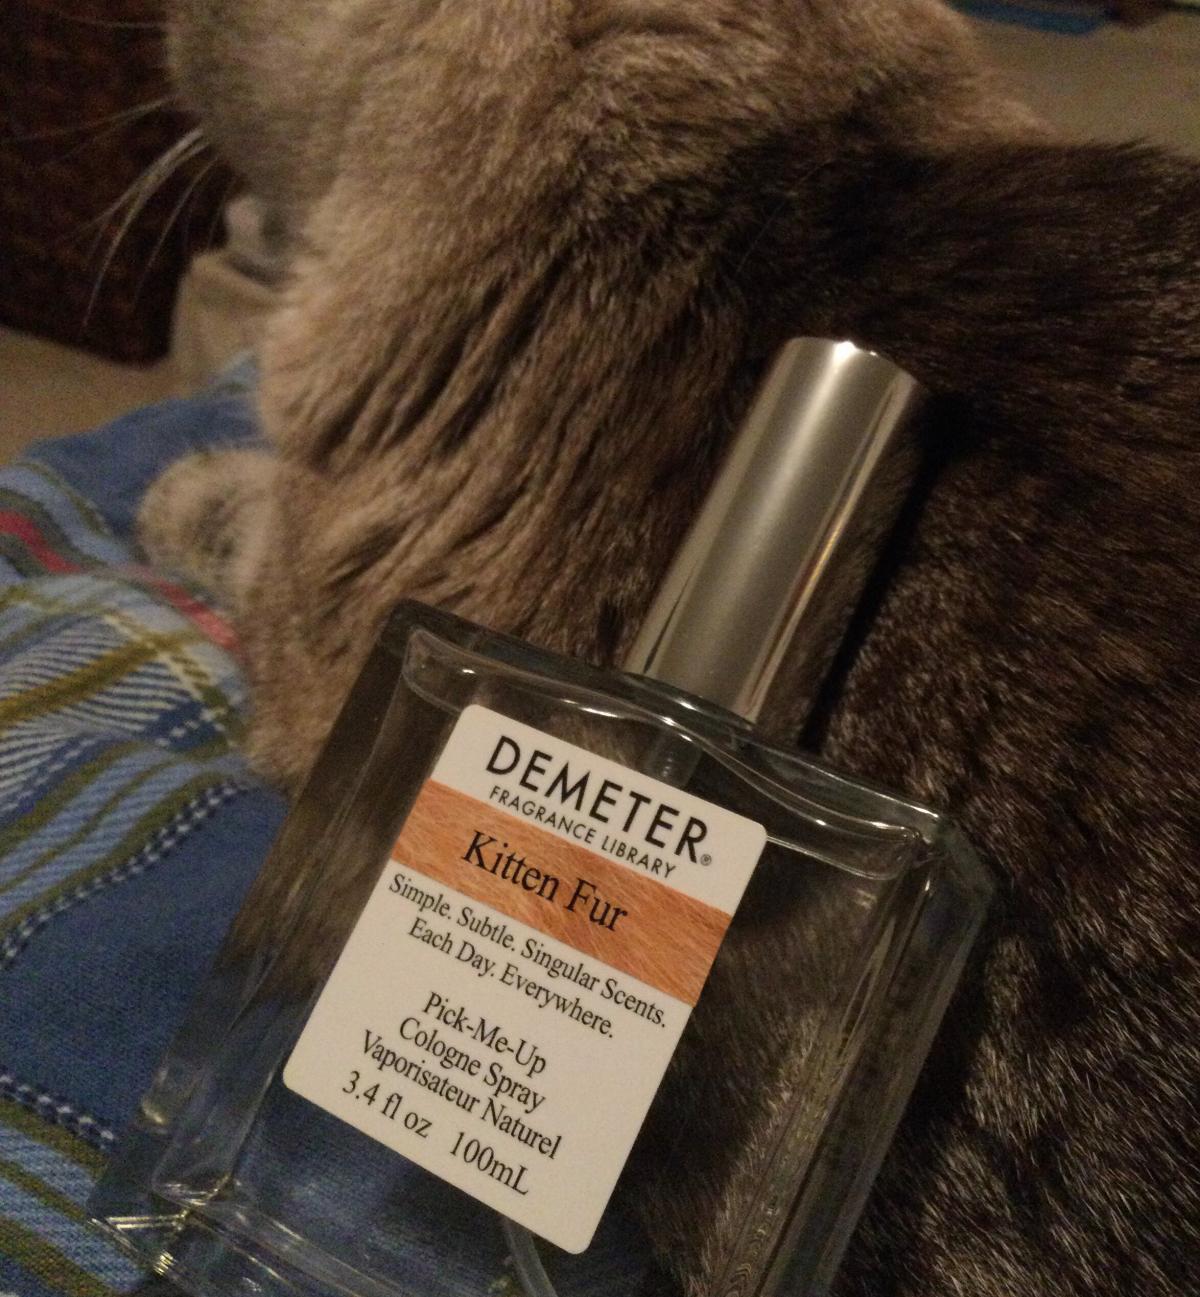 DEMETER®
FRAGRANCE LIBRARY
Kitten Fur
Simple. Subtle. Singular Scents.
Each Day. Everywhere.
Pick-Me-Up
Cologne Spray
Vaporisateur Naturel
3.4 fl oz 100mL